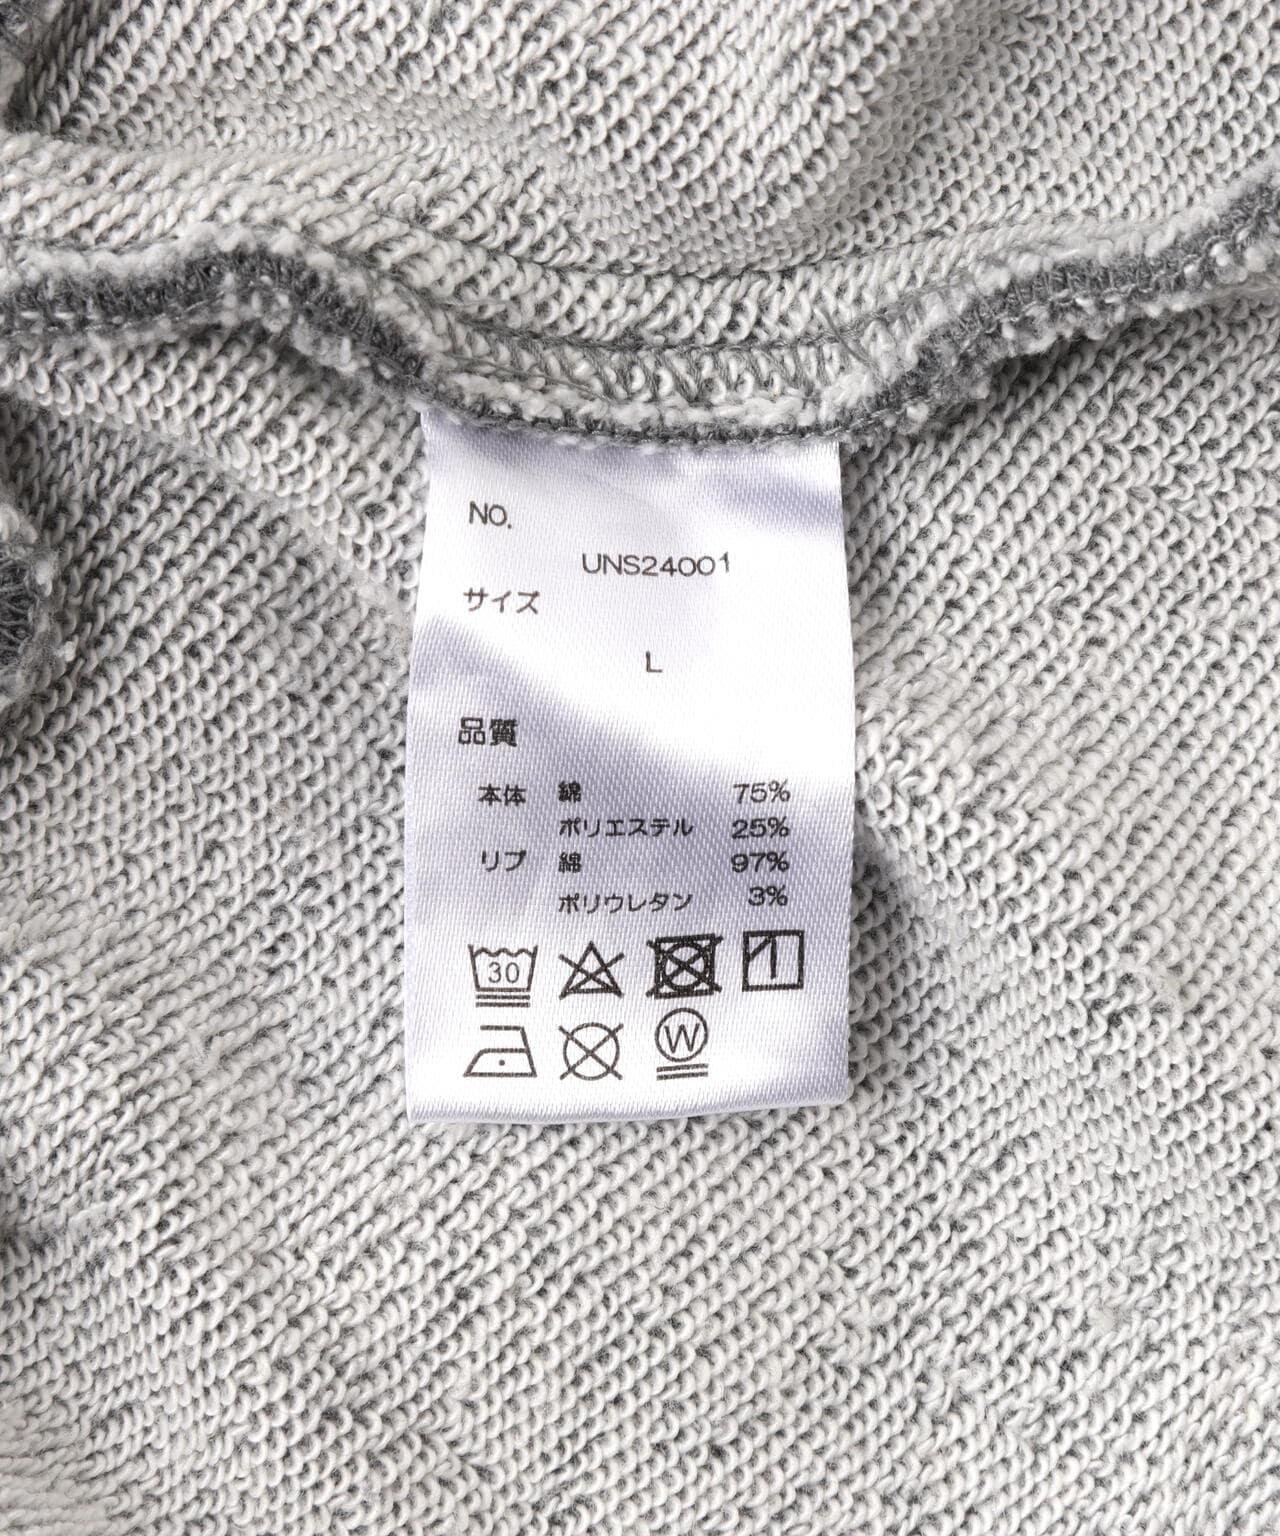 NO.
UNS24001
サイズ
L
品質
本体 綿 75%
ポリエステル 25%
リブ 綿 97%
ポリウレタン 3%
30
W